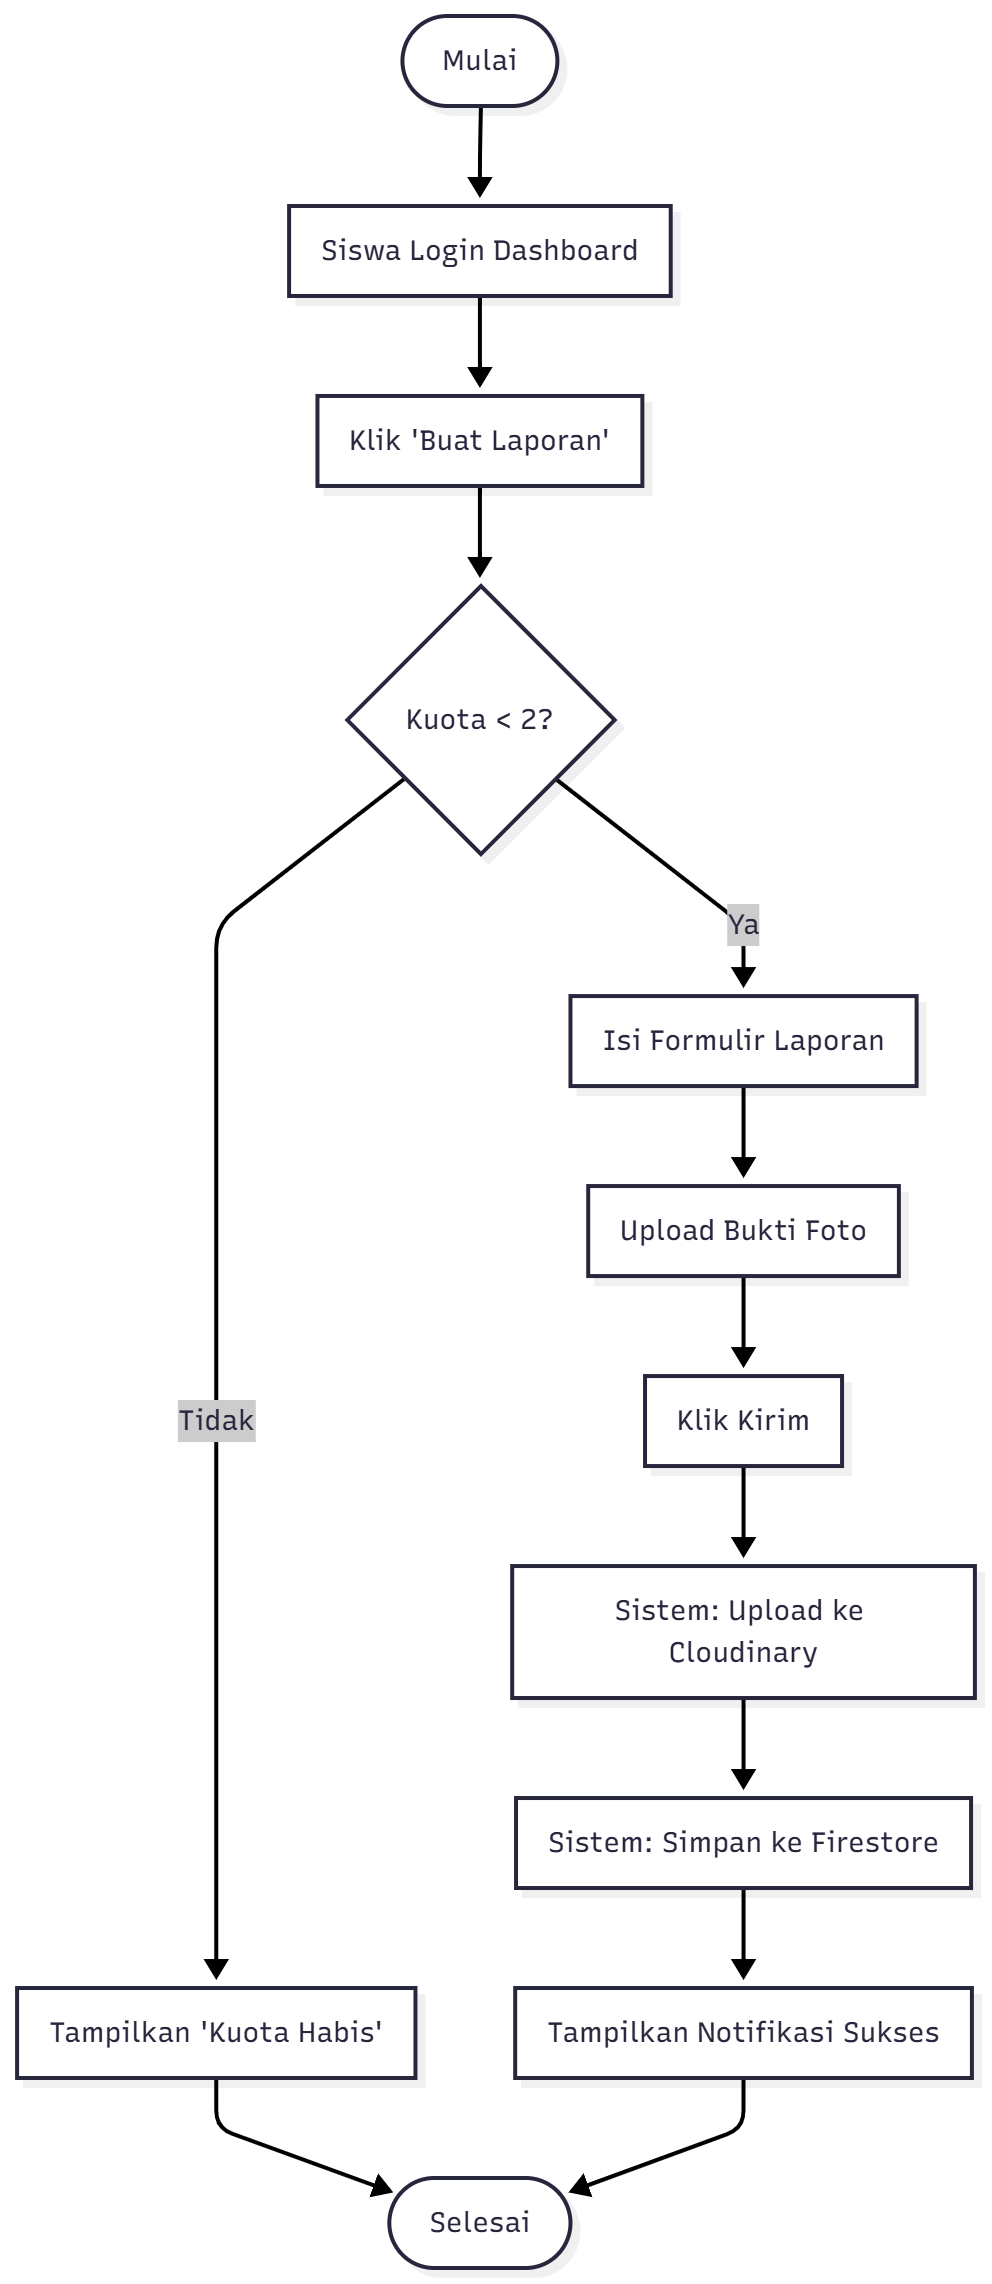 Mulai
Siswa Login Dashboard
Klik 'Buat Laporan'
Kuota < 2?
Ya
Isi Formulir Laporan
Upload Bukti Foto
Klik Kirim
Tidak
Sistem: Upload ke
Cloudinary
Sistem: Simpan ke Firestore
Tampilkan 'Kuota Habis'
Tampilkan Notifikasi Sukses
Selesai